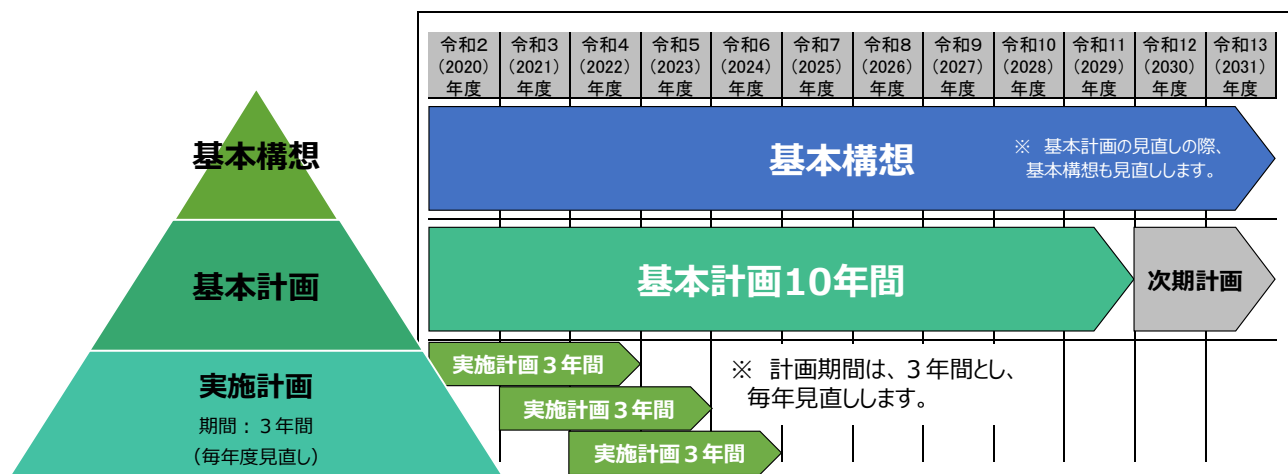 令和2
(2020)
年度
令和3
(2021)
年度
令和4
(2022)
年度
令和5
(2023)
年度
令和6
(2024)
年度
令和7
(2025)
年度
令和8
(2026)
年度
令和9
(2027)
年度
令和10
(2028)
年度
令和11
(2029)
年度
令和12
(2030)
年度
令和13
(2031)
年度
基本構想
基本構想
※ 基本計画の見直しの際、
基本構想も見直しします。
基本計画
基本計画10年間
次期計画
実施計画
期間：３年間
（毎年度見直し）
実施計画３年間
実施計画３年間
実施計画３年間
※ 計画期間は、３年間とし、
毎年見直しします。